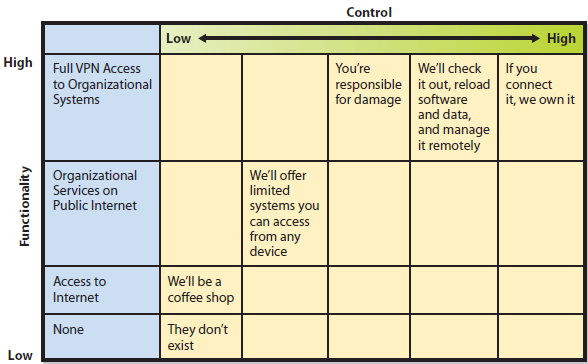 Control
Low High
High
Full VPN Access
to Organizational
Systems
You're
responsible
for damage
We'll check
it out, reload
software
and data,
and manage
it remotely
If you
connect
it, we own it
Functionality
Organizational
Services on
Public Internet
We'll offer
limited
systems you
can access
from any
device
Access to
Internet
We'll be a
coffee shop
None
They don't
exist
Low